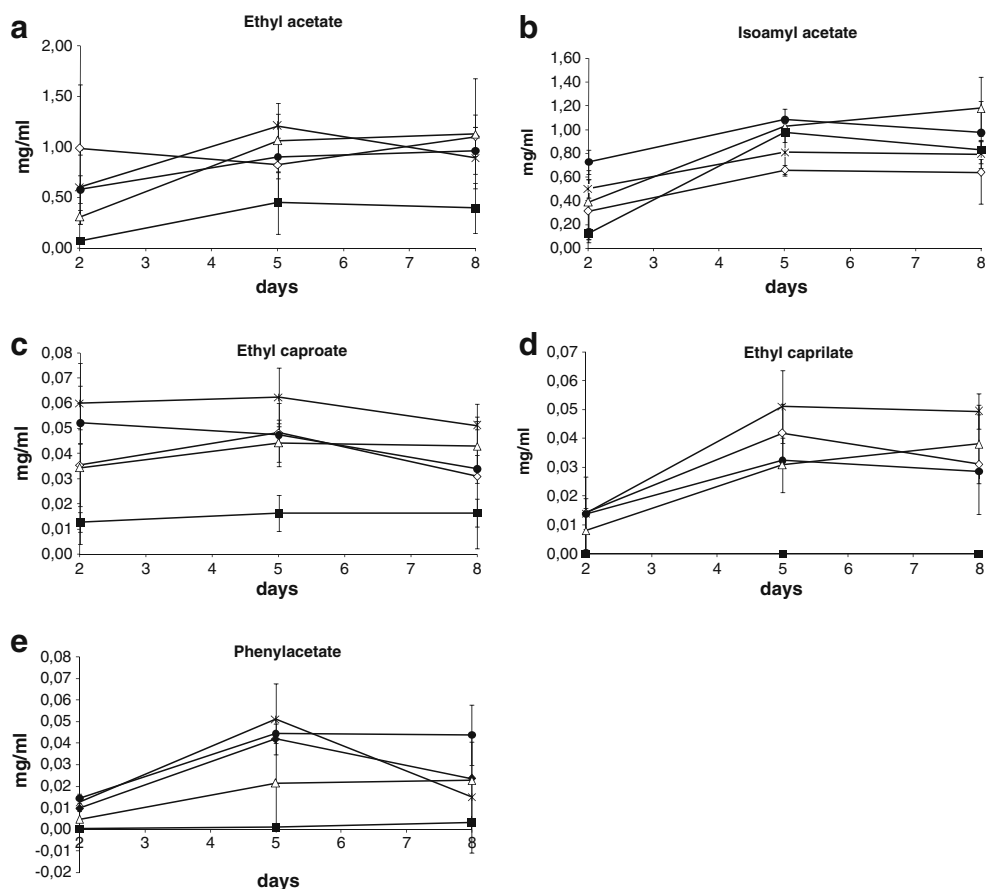 a
Ethyl acetate
2,00
1,50
1,00
0,50
0,00
mg/ml
2 3 4 5 6 7 8
days
b
Isoamyl acetate
1,60
1,40
1,20
1,00
0,80
0,60
0,40
0,20
0,00
mg/ml
2 3 4 5 6 7 8
days
c
Ethyl caproate
0,08
0,07
0,06
0,05
0,04
0,03
0,02
0,01
0,00
mg/ml
2 3 4 5 6 7 8
days
d
Ethyl caprilate
0,07
0,06
0,05
0,04
0,03
0,02
0,01
0,00
mg/ml
2 3 4 5 6 7 8
days
e
Phenylacetate
0,08
0,07
0,06
0,05
0,04
0,03
0,02
0,01
0,00
-0,01
-0,02
mg/ml
2 3 4 5 6 7 8
days